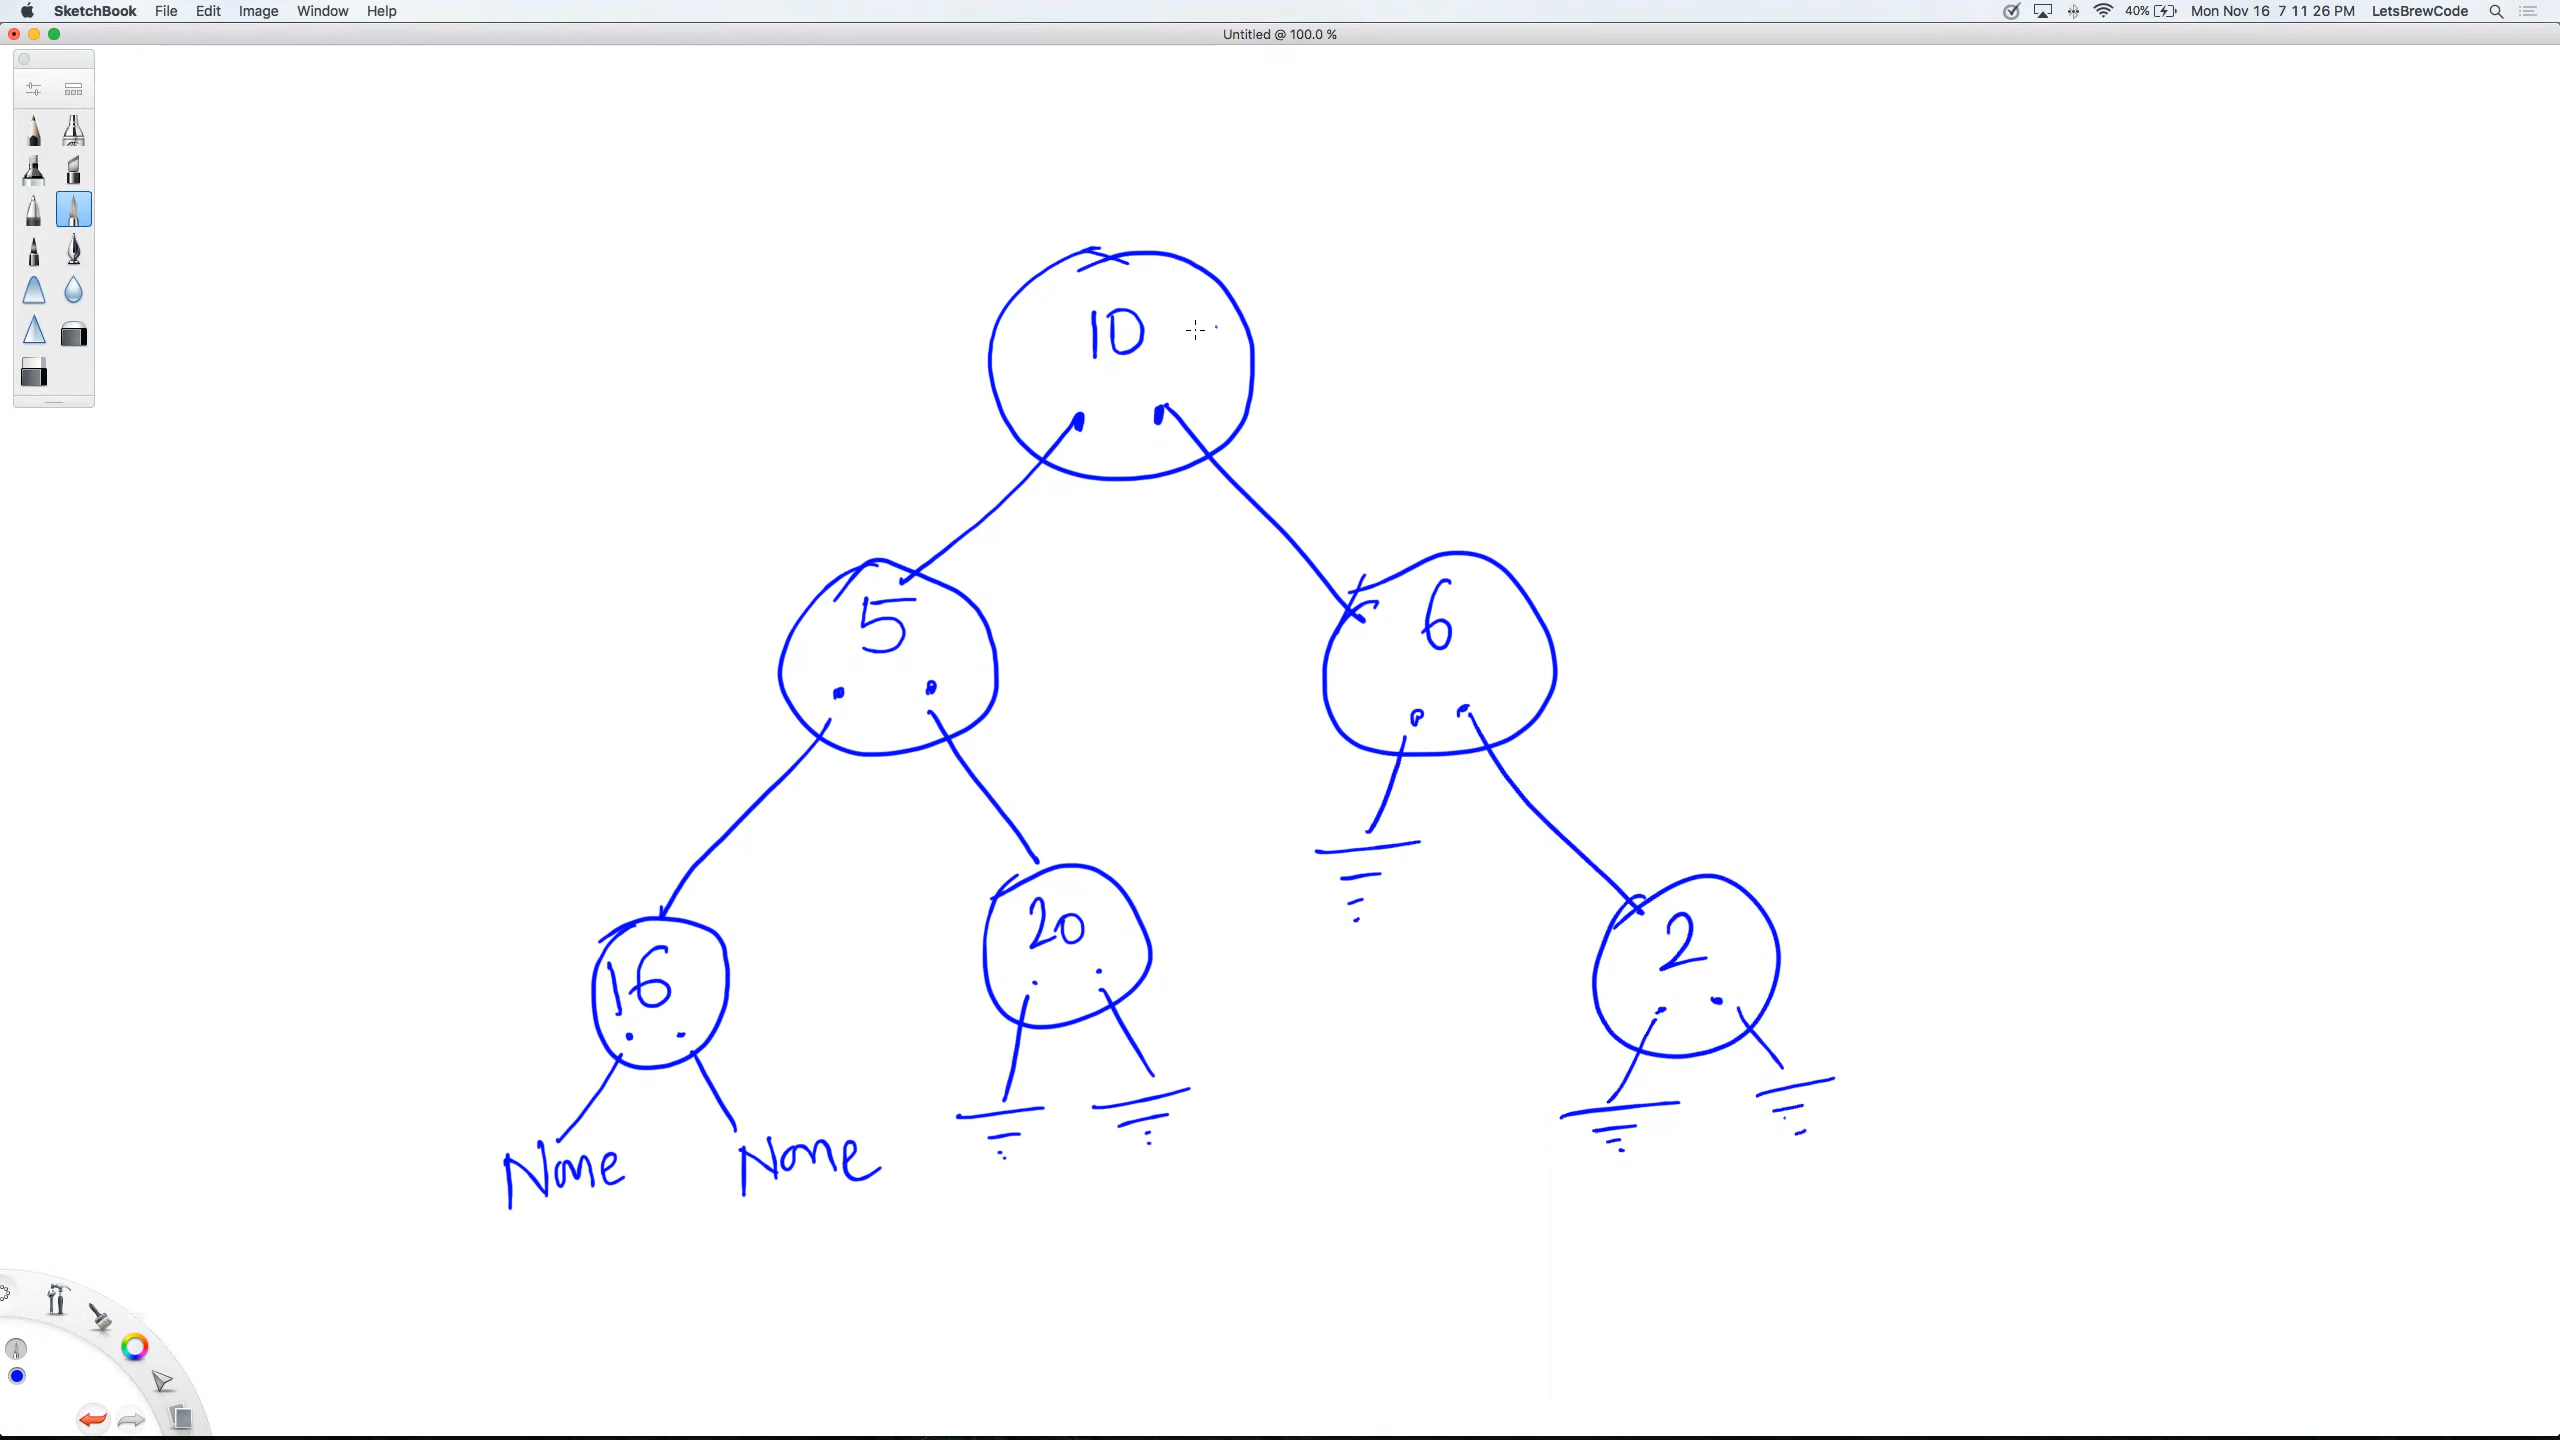 SketchBook File Edit Image Window Help 40% Mon Nov 16 7 11 26 PM LetsBrewCode
Untitled @ 100.0 %
10
5 6
16 20 2
None None